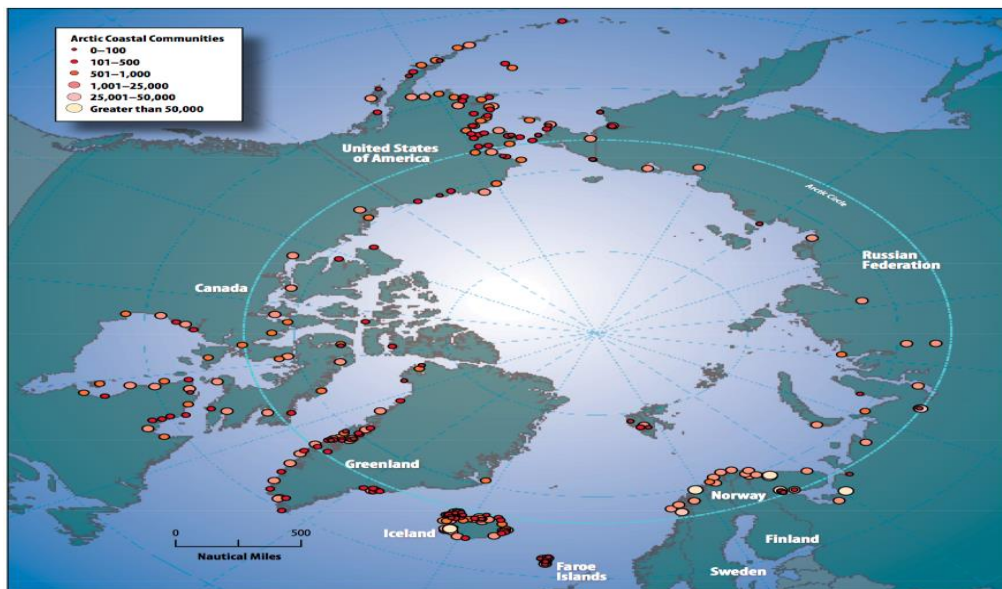 Arctic Coastal Communities
0–100
101–500
501–1,000
1,001–25,000
25,001–50,000
Greater than 50,000
United States
of America
Arctic Circle
Russian
Federation
Canada
Greenland
Norway
Iceland
Finland
Faroe
Islands
Sweden
0
500
Nautical Miles